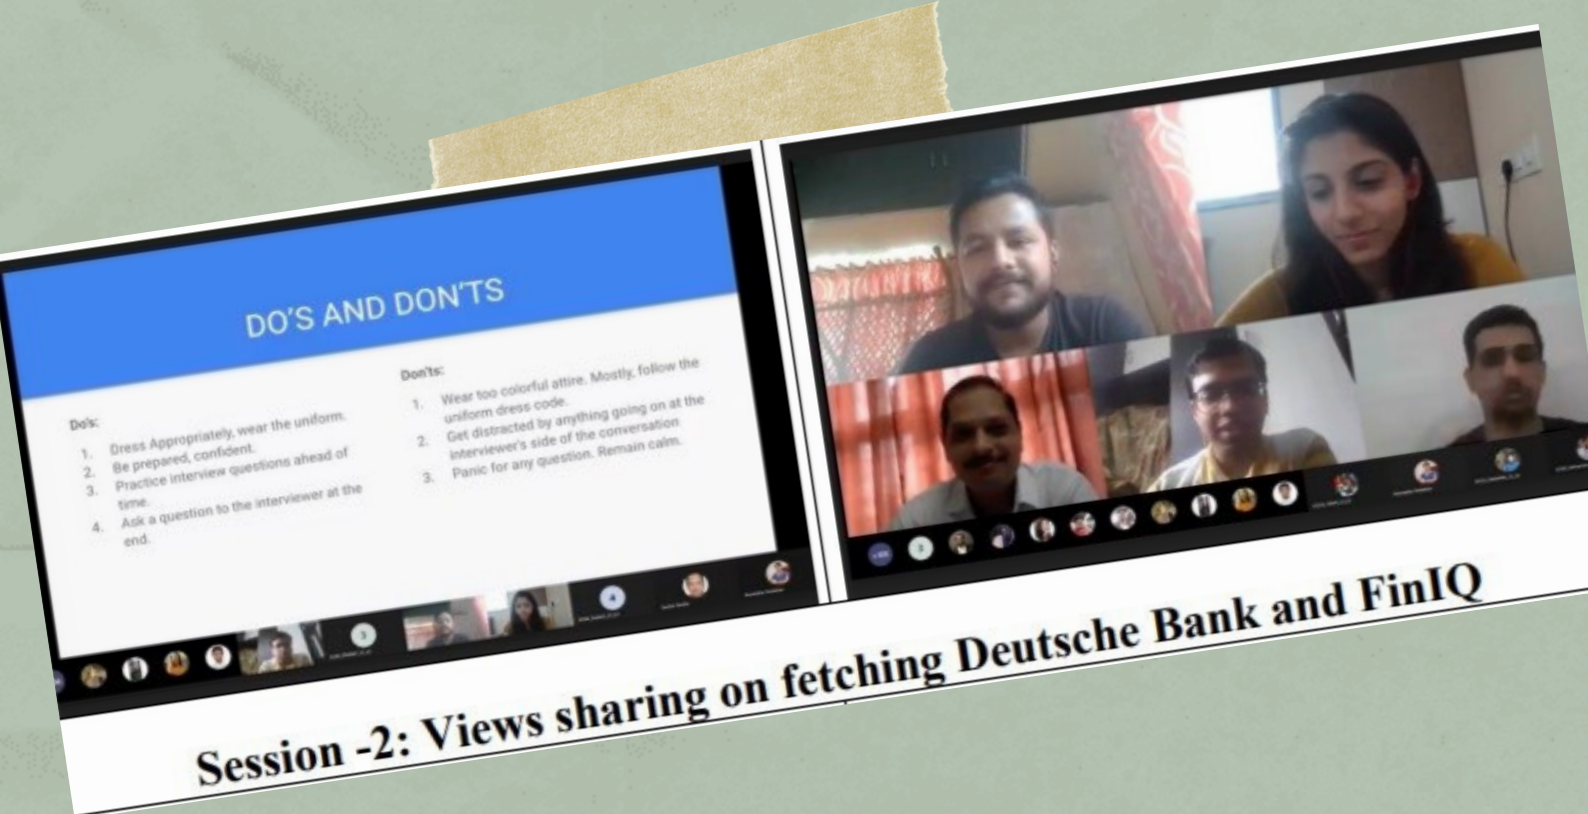 DO'S AND DON'TS
Do's:
1. Dress Appropriately, wear the uniform.
2. Be prepared, confident.
3. Practice interview questions ahead of
time.
4. Ask a question to the interviewer at the
end.
Don'ts:
1. Wear too colorful attire. Mostly, follow the
uniform dress code.
2. Get distracted by anything going on at the
interviewer's side of the conversation
3. Panic for any question. Remain calm.
3
4
3
Session -2: Views sharing on fetching Deutsche Bank and FinIQ